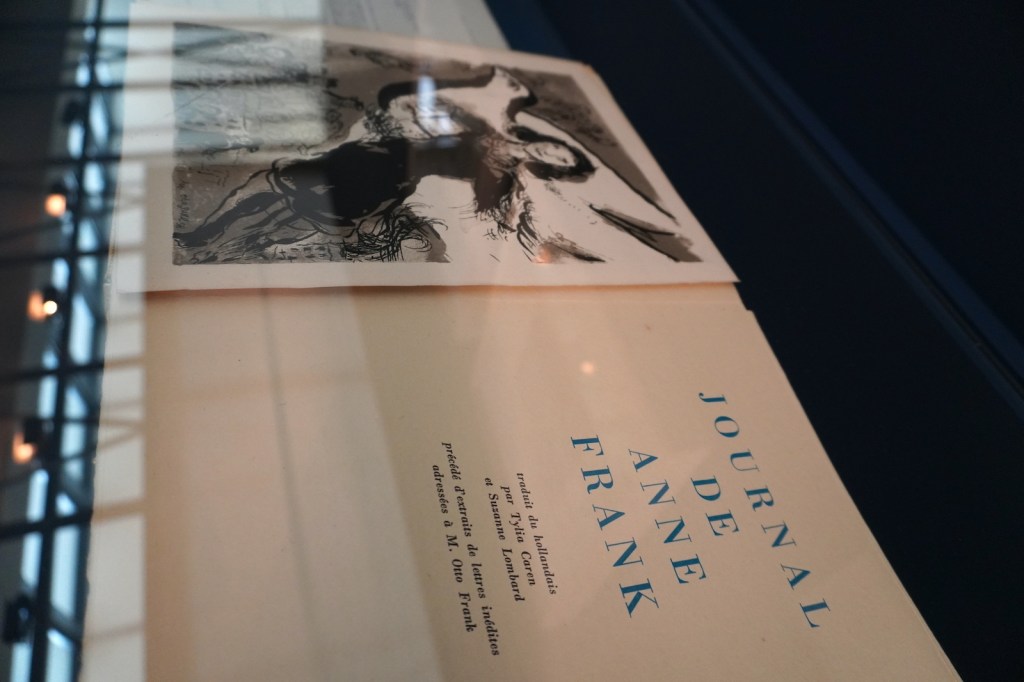 JOURNAL
DE
ANNE
FRANK
traduit du hollandais
par Tylia Caren
et Suzanne Lombard
précédé d'extraits de lettres inédites
adressées à M. Otto Frank